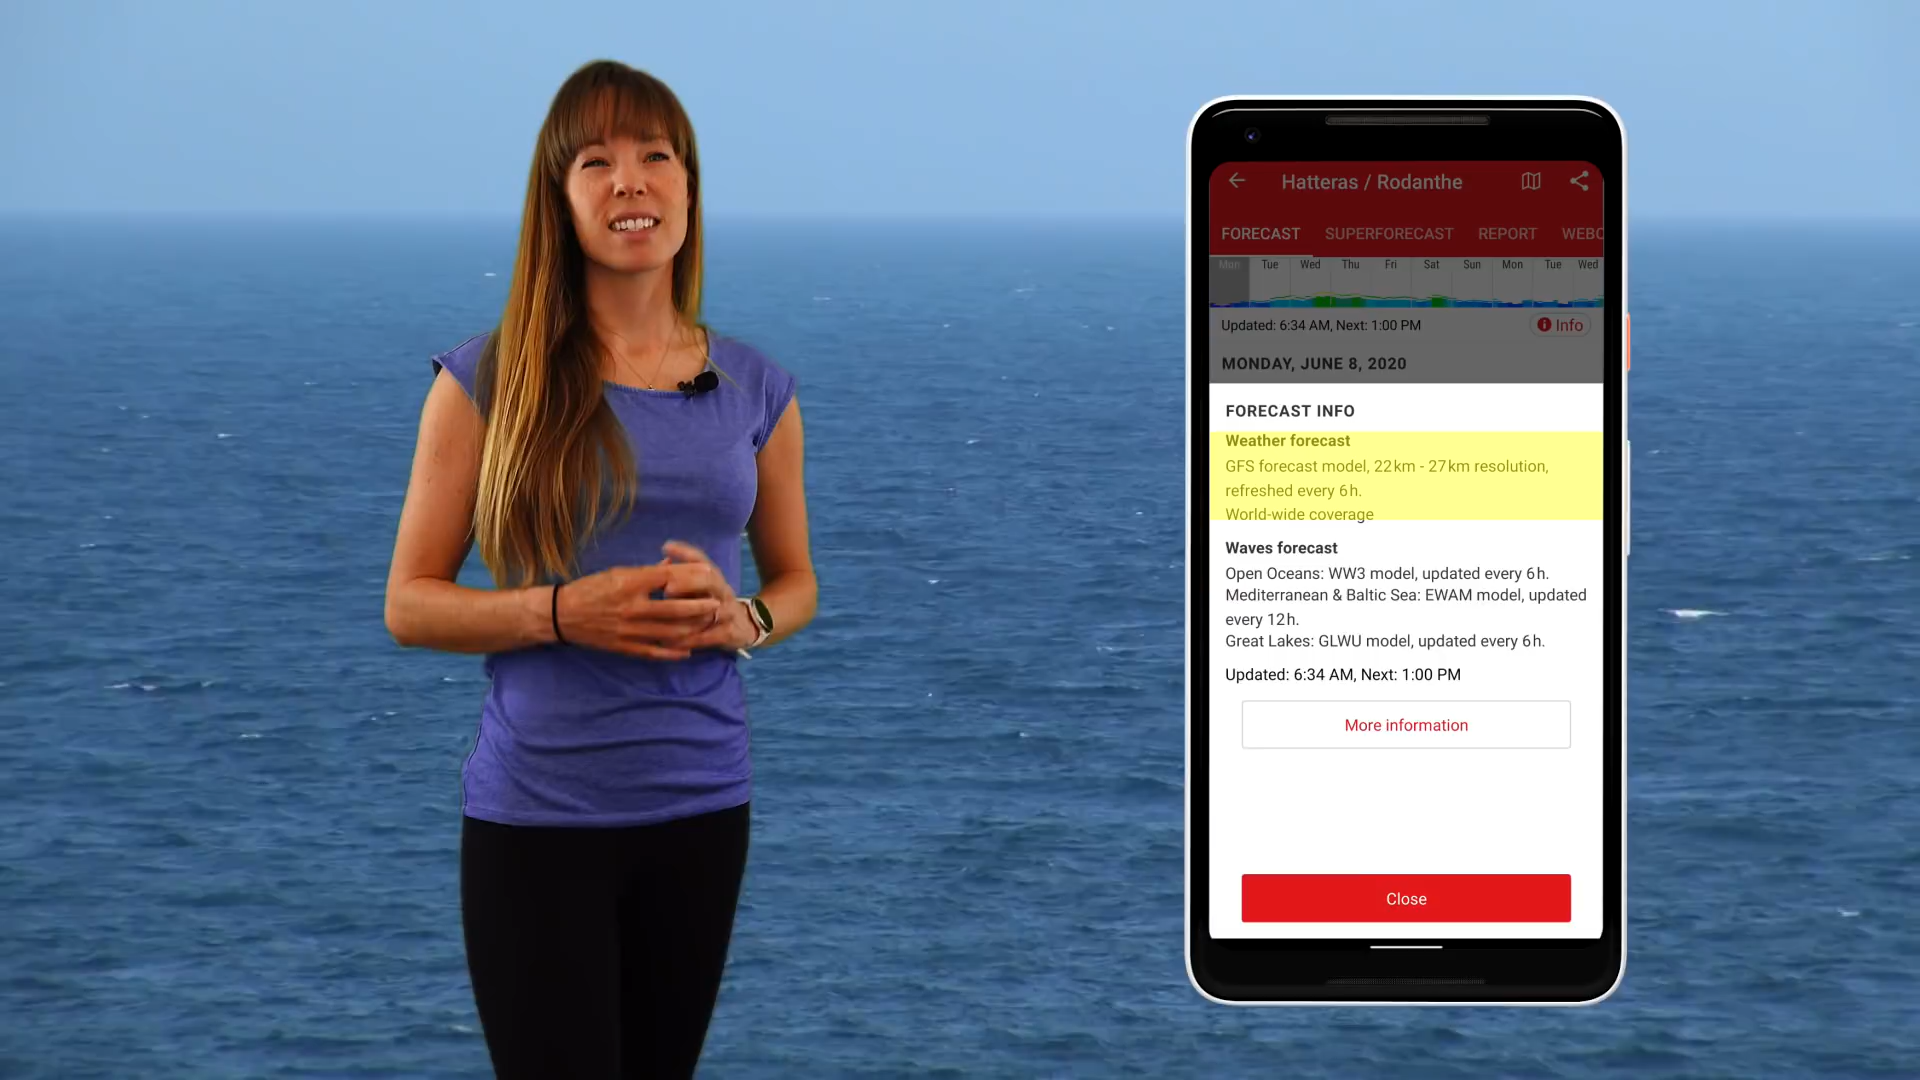 Hatteras / Rodanthe
FORECAST SUPERFORECAST REPORT WEBC
Mon Tue Wed Thu Fri Sat Sun Mon Tue Wed
Updated: 6:34 AM, Next: 1:00 PM Info
MONDAY, JUNE 8, 2020
FORECAST INFO
Weather forecast
GFS forecast model, 22km - 27km resolution,
refreshed every 6h.
World-wide coverage
Waves forecast
Open Oceans: WW3 model, updated every 6h.
Mediterranean & Baltic Sea: EWAM model, updated
every 12h.
Great Lakes: GLWU model, updated every 6h.
Updated: 6:34 AM, Next: 1:00 PM
More information
Close